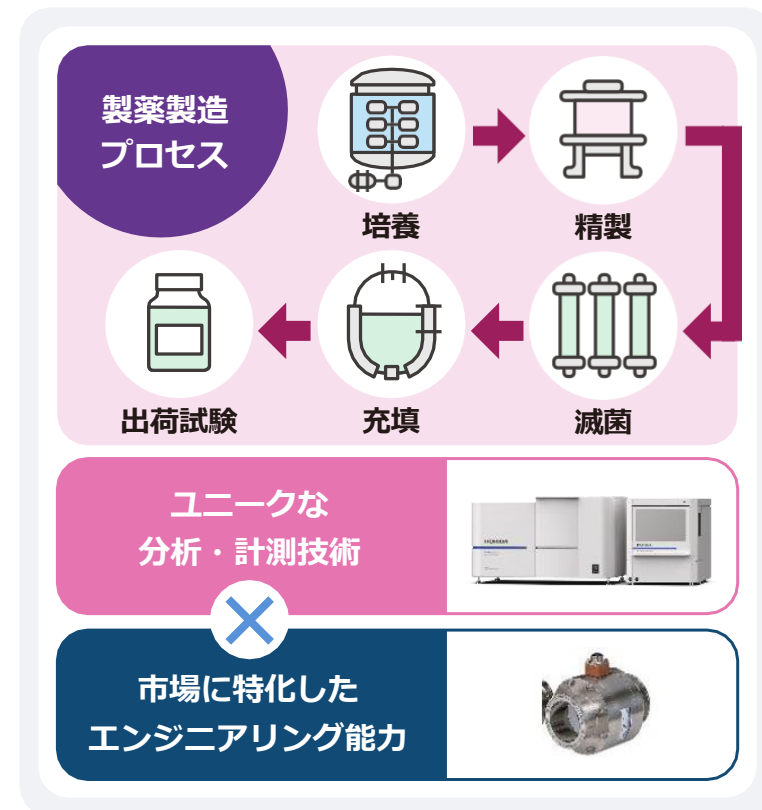 製薬製造
プロセス
培養
精製
出荷試験
充填
滅菌
ユニークな
分析・計測技術
HORIBA
市場に特化した
エンジニアリング能力